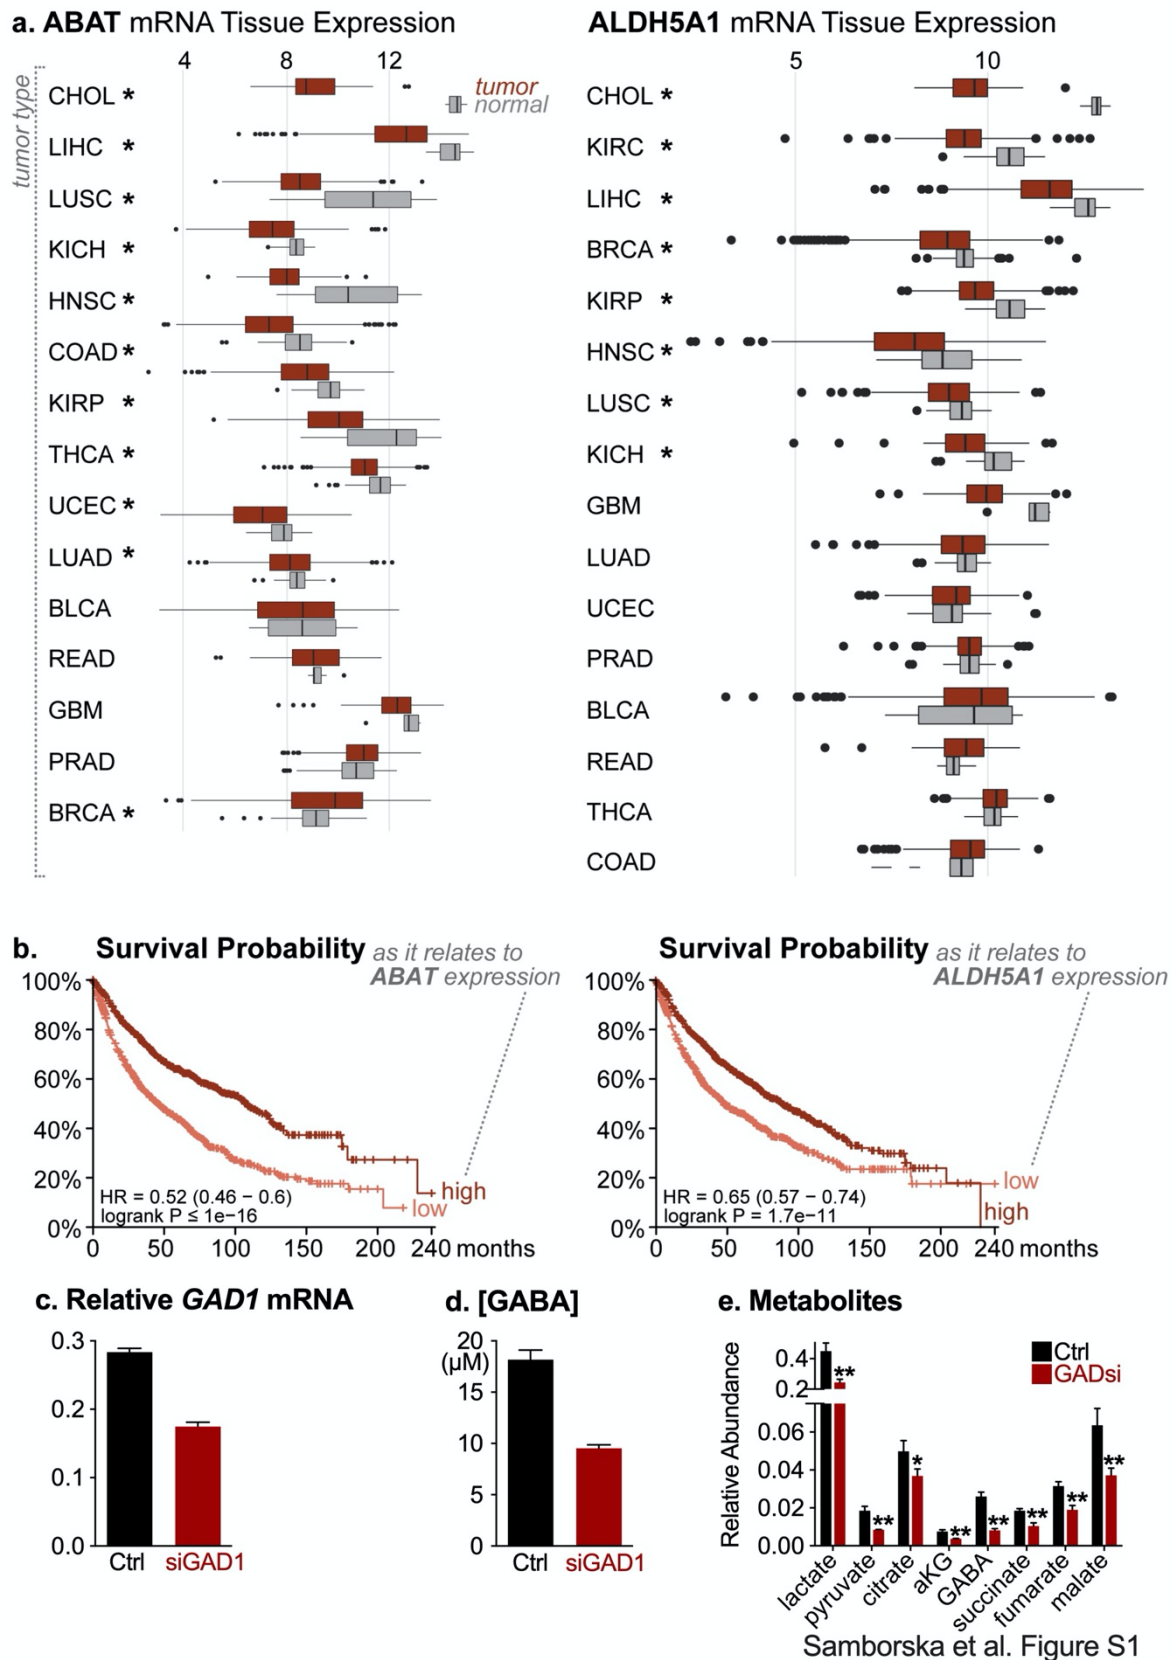 a. ABAT mRNA Tissue Expression
4 8 12
tumor type
tumor
normal
CHOL *
LIHC *
LUSC *
KICH *
HNSC *
COAD *
KIRP *
THCA *
UCEC *
LUAD *
BLCA
READ
GBM
PRAD
BRCA *
ALDH5A1 mRNA Tissue Expression
5 10
CHOL *
KIRC *
LIHC *
BRCA *
KIRP *
HNSC *
LUSC *
KICH *
GBM
LUAD
UCEC
PRAD
BLCA
READ
THCA
COAD
b. Survival Probability as it relates to
ABAT expression
100%
80%
60%
40%
20%
0%
HR = 0.52 (0.46 – 0.6)
logrank P ≤ 1e−16
high
low
0 50 100 150 200 240 months
Survival Probability as it relates to
ALDH5A1 expression
100%
80%
60%
40%
20%
0%
HR = 0.65 (0.57 – 0.74)
logrank P = 1.7e−11
low
high
0 50 100 150 200 240 months
c. Relative GAD1 mRNA
0.3
0.2
0.1
0.0
Ctrl siGAD1
d. [GABA]
20
(µM)
15
10
5
0
Ctrl siGAD1
e. Metabolites
Relative Abundance
0.4
0.2
0.06
0.04
0.02
0.00
Ctrl
GADsi
** ** * ** ** ** ** **
lactate
pyruvate
citrate
aKG
GABA
succinate
fumarate
malate
Samborska et al. Figure S1